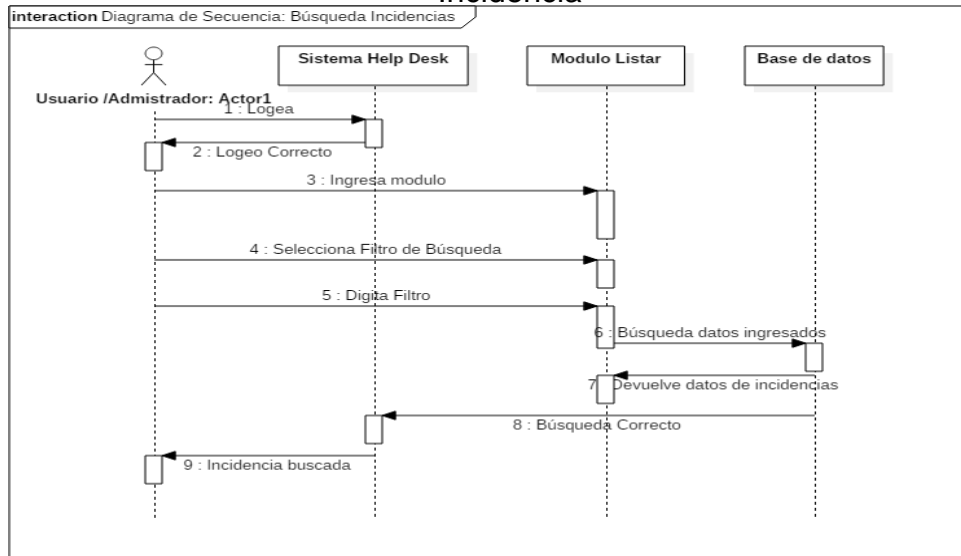 Incidencia
interaction Diagrama de Secuencia: Búsqueda Incidencias
Sistema Help Desk
Modulo Listar
Base de datos
Usuario /Admistrador: Actor1
1 : Logea
2 : Logeo Correcto
3 : Ingresa modulo
4 : Selecciona Filtro de Búsqueda
5 : Digita Filtro
6 : Búsqueda datos ingresados
7 : Devuelve datos de incidencias
8 : Búsqueda Correcto
9 : Incidencia buscada